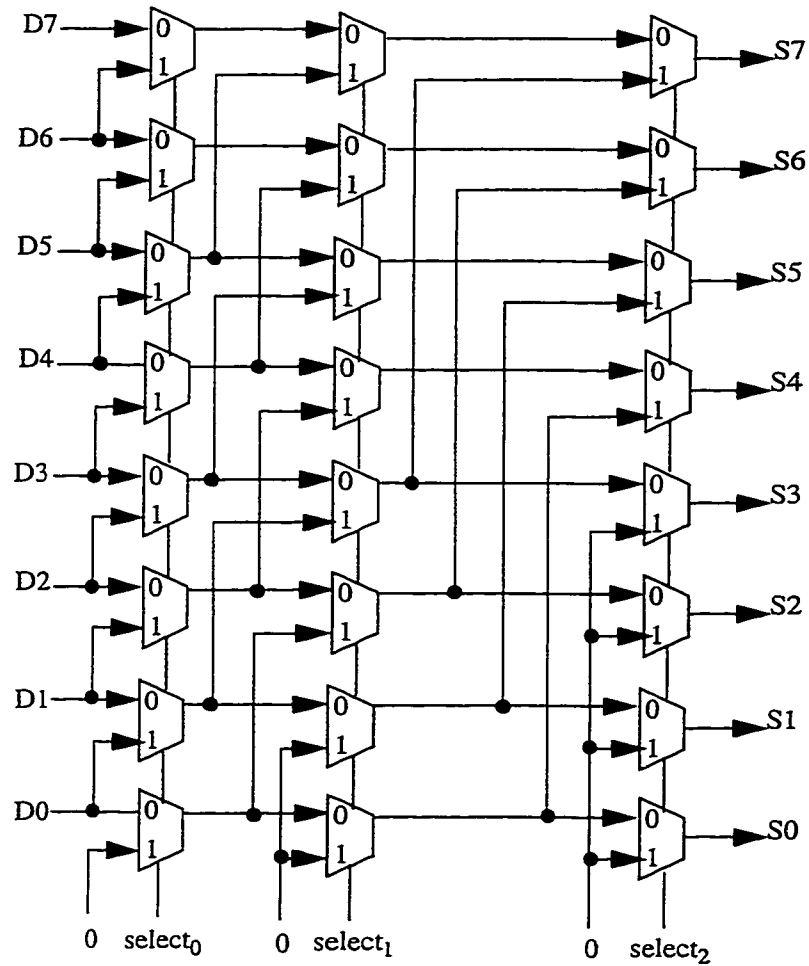 D7 0 0 0 S7
1 1 1
D6 0 0 0 S6
1 1 1
D5 0 0 0 S5
1 1 1
D4 0 0 0 S4
1 1 1
D3 0 0 0 S3
1 1 1
D2 0 0 0 S2
1 1 1
D1 0 0 0 S1
1 1 1
D0 0 0 0 S0
1 1 1
0 select₀ 0 select₁ 0 select₂